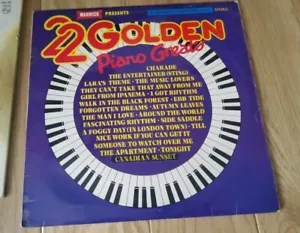 WARWICK PRESENTS
STEREO
22 GOLDEN
Piano Greats
CHARADE
THE ENTERTAINER (STING)
LARA'S THEME - THE MUSIC LOVERS
THEY CAN'T TAKE THAT AWAY FROM ME
GIRL FROM IPANEMA - I GOT RHYTHM
WALK IN THE BLACK FOREST - EBB TIDE
FORGOTTEN DREAMS - AUTUMN LEAVES
THE MAN I LOVE - AROUND THE WORLD
FASCINATING RHYTHM - SIDE SADDLE
A FOGGY DAY (IN LONDON TOWN) - TILL
NICE WORK IF YOU CAN GET IT
SOMEONE TO WATCH OVER ME
THE APARTMENT - TONIGHT
CANADIAN SUNSET